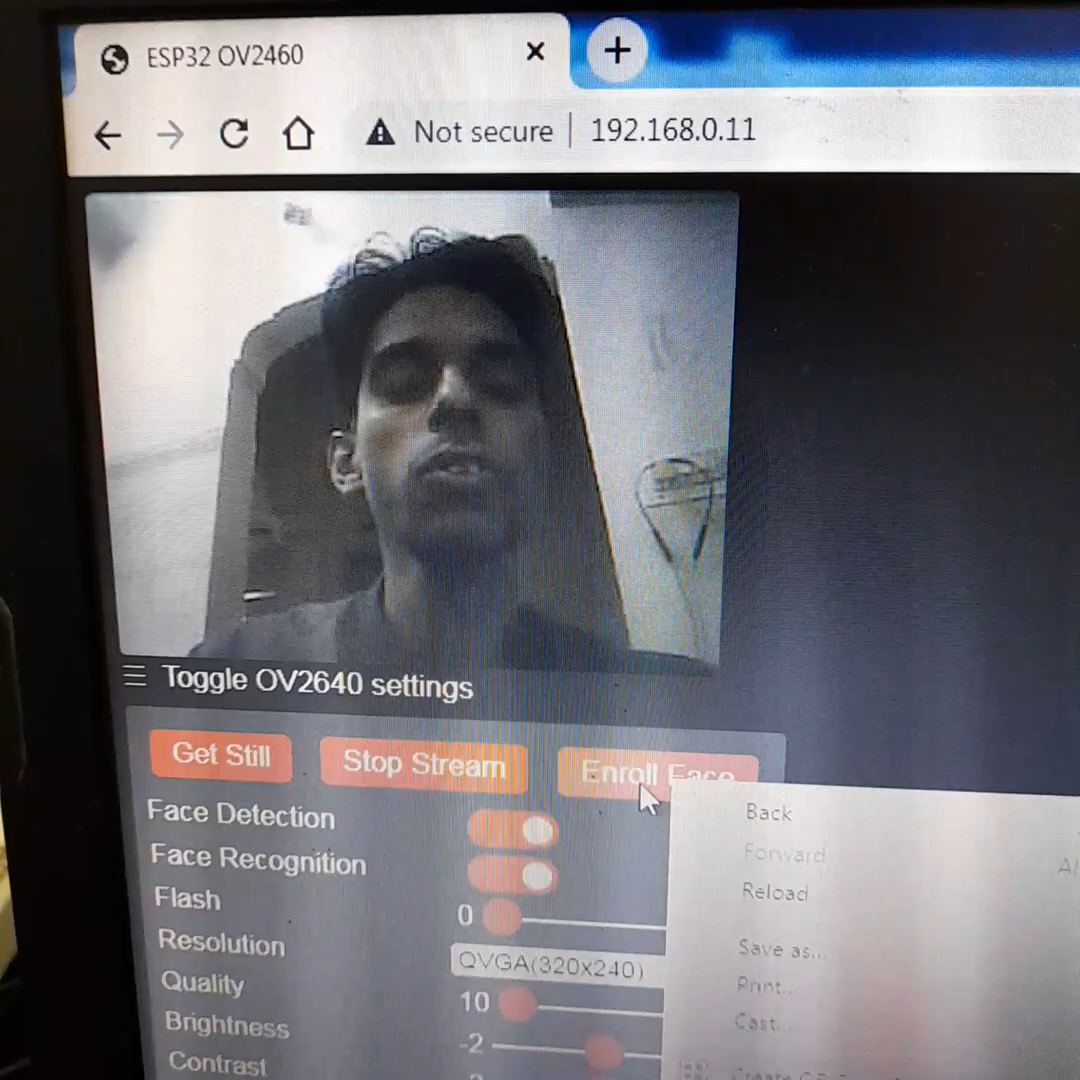 ESP32 OV2460
Not secure | 192.168.0.11
Toggle OV2640 settings
Get Still
Stop Stream
Enroll Face
Face Detection
Face Recognition
Flash
0
Resolution
QVGA(320x240)
Quality
10
Brightness
-2
Contrast
Back
Forward
Reload
Save as...
Print...
Cast...